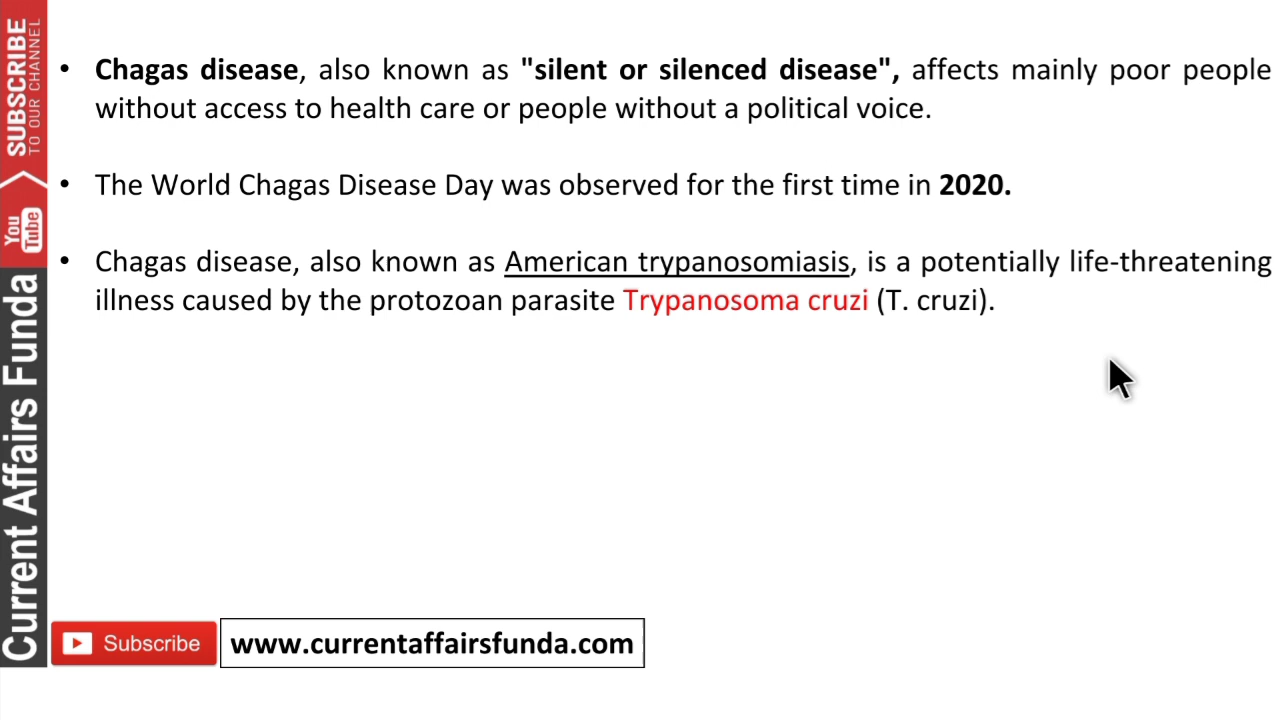 • Chagas disease, also known as "silent or silenced disease", affects mainly poor people
without access to health care or people without a political voice.
• The World Chagas Disease Day was observed for the first time in 2020.
• Chagas disease, also known as American trypanosomiasis, is a potentially life-threatening
illness caused by the protozoan parasite Trypanosoma cruzi (T. cruzi).
SUBSCRIBE
TO OUR CHANNEL
You
Tube
Current Affairs Funda
Subscribe
www.currentaffairsfunda.com